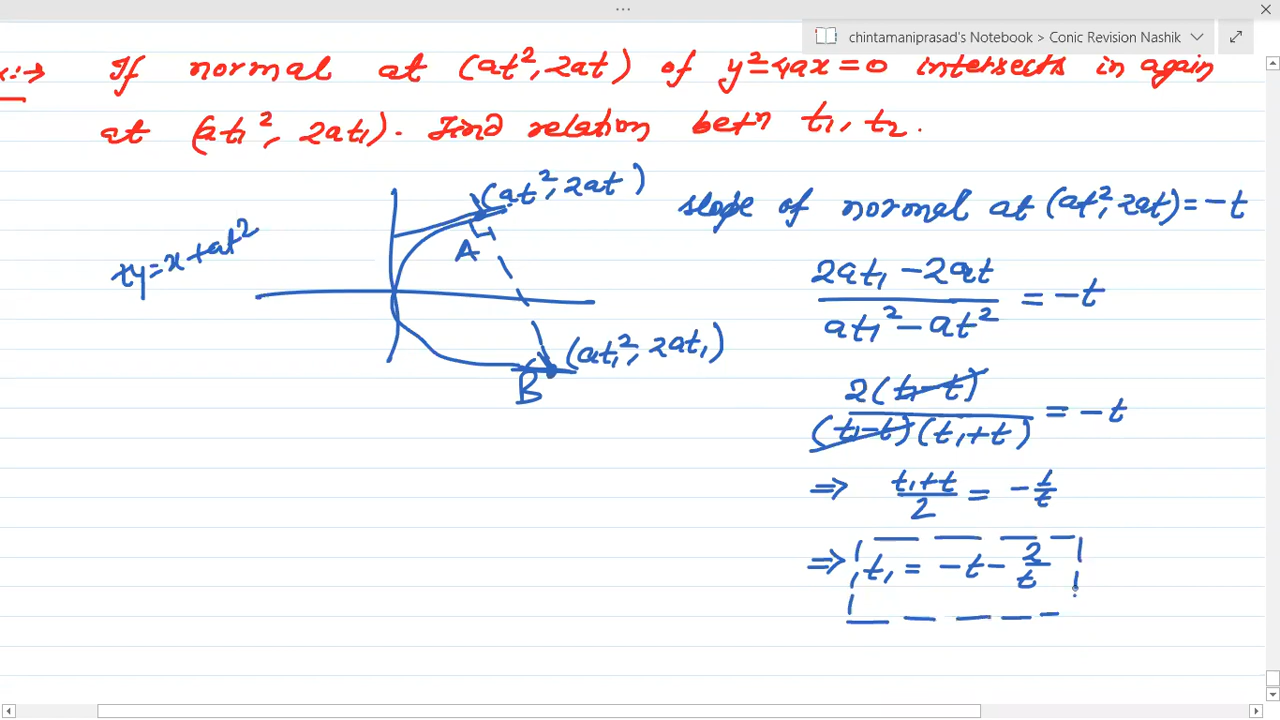 chintamaniprasad's Notebook > Conic Revision Nashik
If normal at (at², 2at) of y²-4ax=0 intersects in again
at (at₁², 2at₁). Find relation betn t₁, t₂.
(at², 2at)
slope of normal at (at², 2at) = -t
ty=x+at²
A
(2at₁ - 2at)/(at₁² - at²) = -t
(at₁², 2at₁)
B
2(t₁-t)/(t₁-t)(t₁+t) = -t
⇒ (t₁+t)/2 = -1/t
⇒ t₁ = -t - 2/t